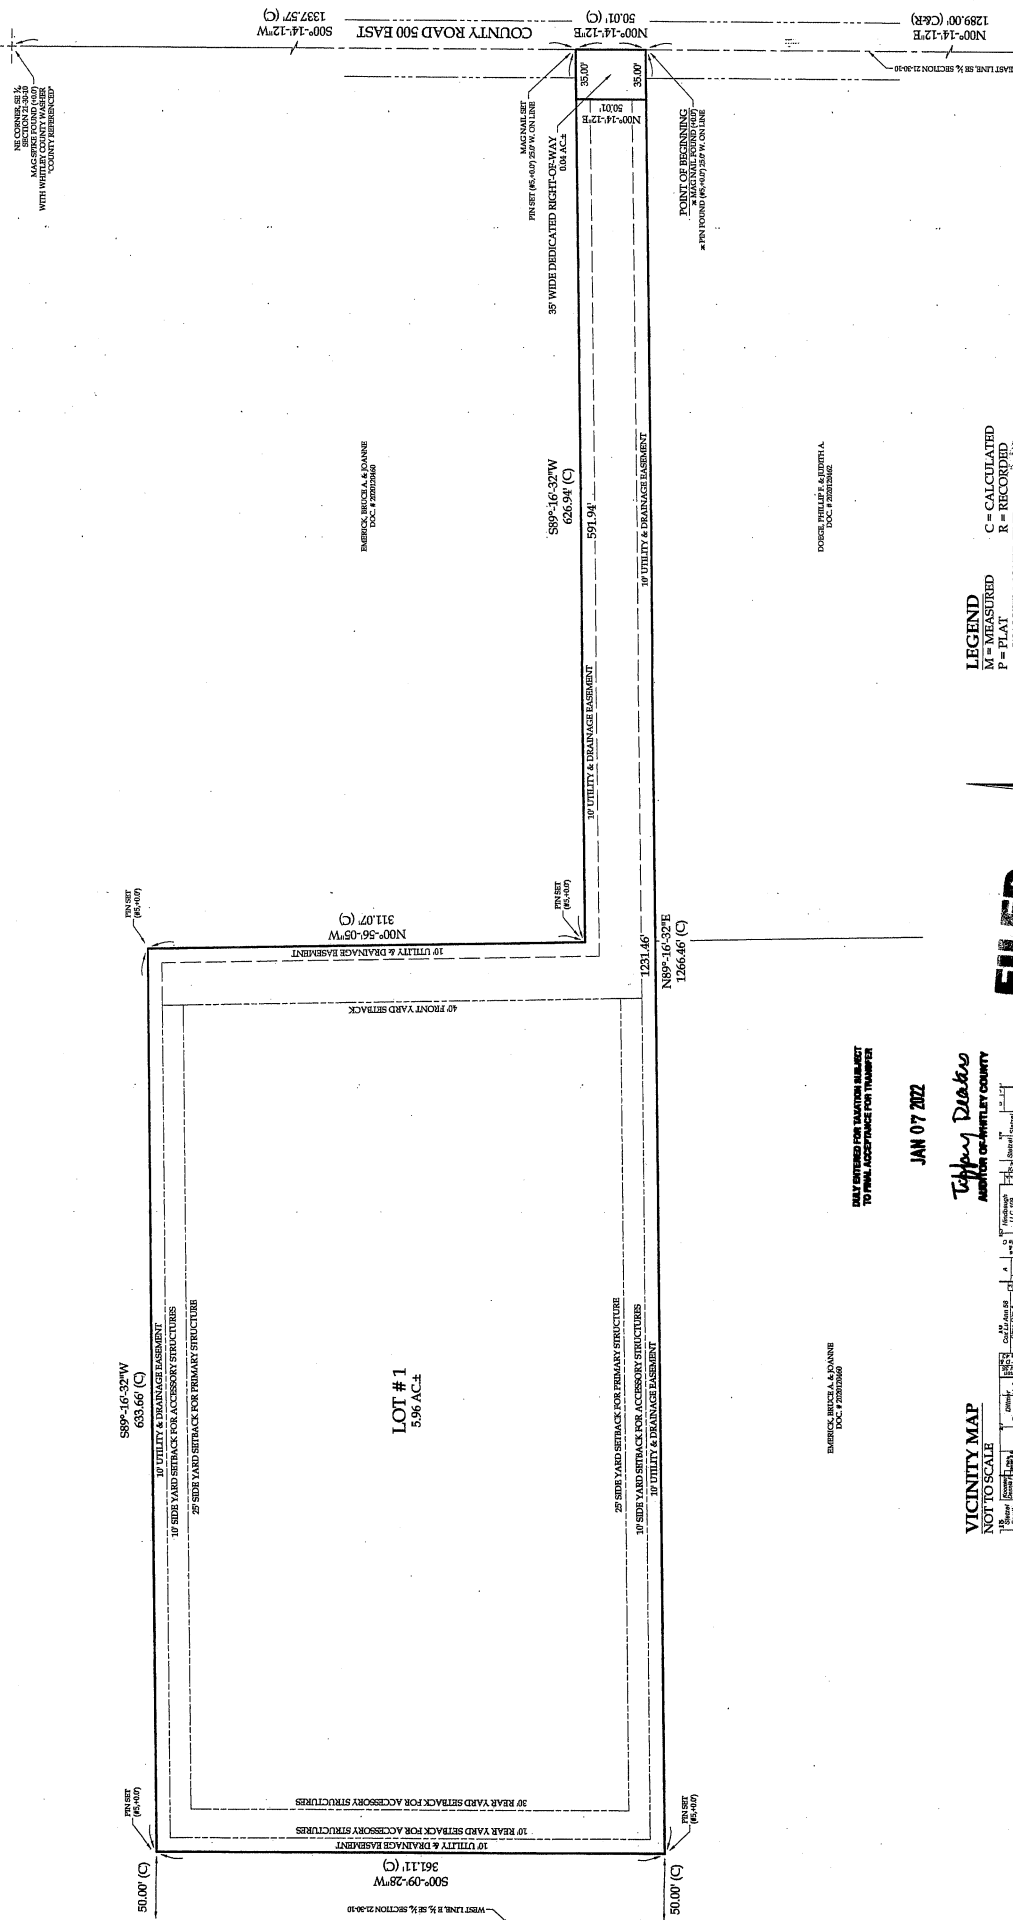 1337.57' (C)
S00°-14'-12"W
COUNTY ROAD 500 EAST
50.01' (C)
N00°-14'-12"E
1289.00' (C&R)
N00°-14'-12"E
EAST LINE, SE ¼ SECTION 21-30-10
NE CORNER, SE ¼
SECTION 21-30-10
MAG SPIKE FOUND (+0.0')
WITH WHITLEY COUNTY WASHER
"COUNTY REFERENCED"
MAG NAIL SET
PIN SET (#5,+0.0') 25.0' W. ON LINE
35' WIDE DEDICATED RIGHT-OF-WAY
0.04 AC.±
35.00'
35.00'
50.01'
N00°-14'-12"E
POINT OF BEGINNING
MAG NAIL FOUND (+0.0')
PIN FOUND (#5,+0.0') 25.0' W. ON LINE
EMERICK, BRUCE A. & JOANNE
DOC. # 2020120460
S89°-16'-32"W
626.94' (C)
591.94'
10' UTILITY & DRAINAGE EASEMENT
10' UTILITY & DRAINAGE EASEMENT
DOEGE, PHILLIP F. & JUDITH A.
DOC. # 2020120462
LEGEND
M = MEASURED
P = PLAT
C = CALCULATED
R = RECORDED
PIN SET
(#5,+0.0')
311.07' (C)
N00°-56'-05"W
PIN SET
(#5,+0.0')
10' UTILITY & DRAINAGE EASEMENT
40' FRONT YARD SETBACK
1231.46'
N89°-16'-32"E
1266.46' (C)
FILED
DULY ENTERED FOR TAXATION SUBJECT
TO FINAL ACCEPTANCE FOR TRANSFER
JAN 07 2022
Tiffany Deaton
AUDITOR OF WHITLEY COUNTY
S89°-16'-32"W
633.66' (C)
10' UTILITY & DRAINAGE EASEMENT
10' SIDE YARD SETBACK FOR ACCESSORY STRUCTURES
25' SIDE YARD SETBACK FOR PRIMARY STRUCTURE
LOT # 1
5.96 AC.±
25' SIDE YARD SETBACK FOR PRIMARY STRUCTURE
10' SIDE YARD SETBACK FOR ACCESSORY STRUCTURES
10' UTILITY & DRAINAGE EASEMENT
EMERICK, BRUCE A. & JOANNE
DOC. # 2020120460
VICINITY MAP
NOT TO SCALE
30' REAR YARD SETBACK FOR ACCESSORY STRUCTURES
10' REAR YARD SETBACK FOR ACCESSORY STRUCTURES
10' UTILITY & DRAINAGE EASEMENT
PIN SET
(#5,+0.0')
PIN SET
(#5,+0.0')
361.11' (C)
S00°-09'-28"W
50.00' (C)
50.00' (C)
WEST LINE, E ½ SE ¼ SECTION 21-30-10